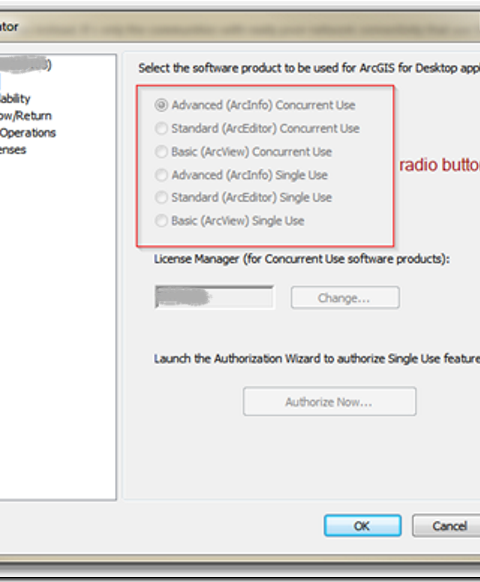 tor
)
ability
ow/Return
Operations
enses
Select the software product to be used for ArcGIS for Desktop appl
Advanced (ArcInfo) Concurrent Use
Standard (ArcEditor) Concurrent Use
Basic (ArcView) Concurrent Use
Advanced (ArcInfo) Single Use
Standard (ArcEditor) Single Use
Basic (ArcView) Single Use
radio butto
License Manager (for Concurrent Use software products):
Change...
Launch the Authorization Wizard to authorize Single Use feature
Authorize Now...
OK
Cancel